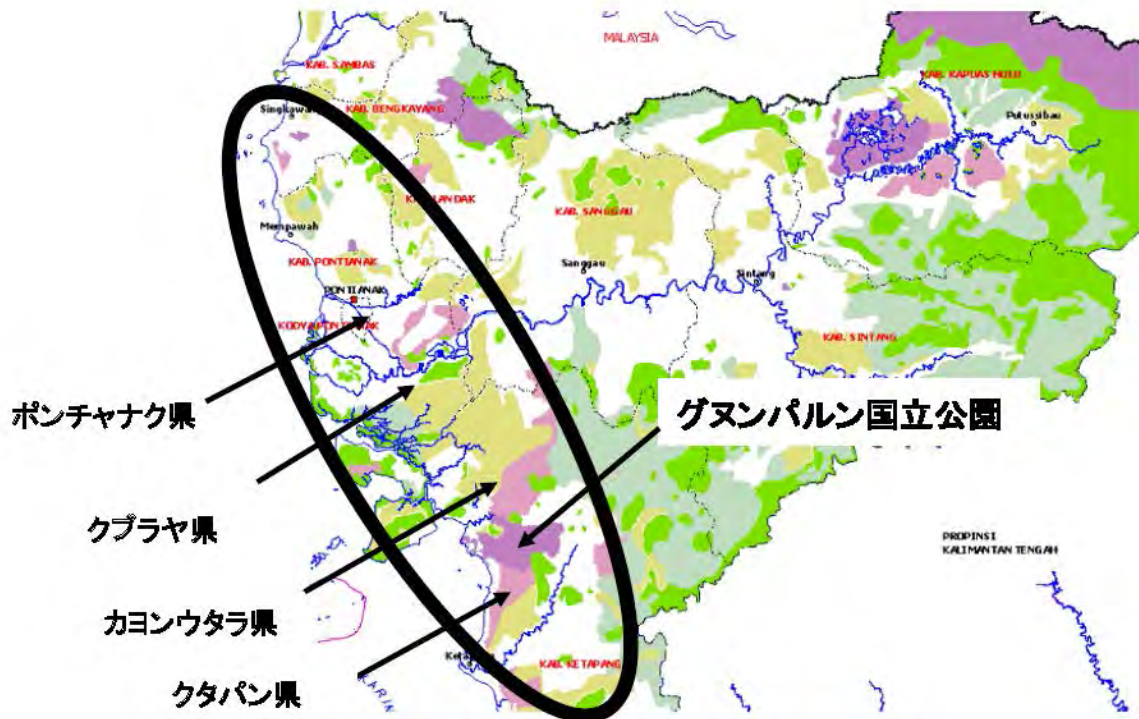 MALAYSIA
KAB. SAMBAS
KAB. KAPUAS HULU
Singkawang
KAB. BENGKAYANG
Putussibau
KAB. LANDAK
KAB. SANGGAU
Mempawah
KAB. PONTIANAK
Sanggau
Sintang
PONTIANAK
KODYA PONTIANAK
KAB. SINTANG
ポンチャナク県
グヌンパルン国立公園
クブラヤ県
PROPINSI
KALIMANTAN TENGAH
カヨンウタラ県
KAB. KETAPANG
クタパン県
LARIK